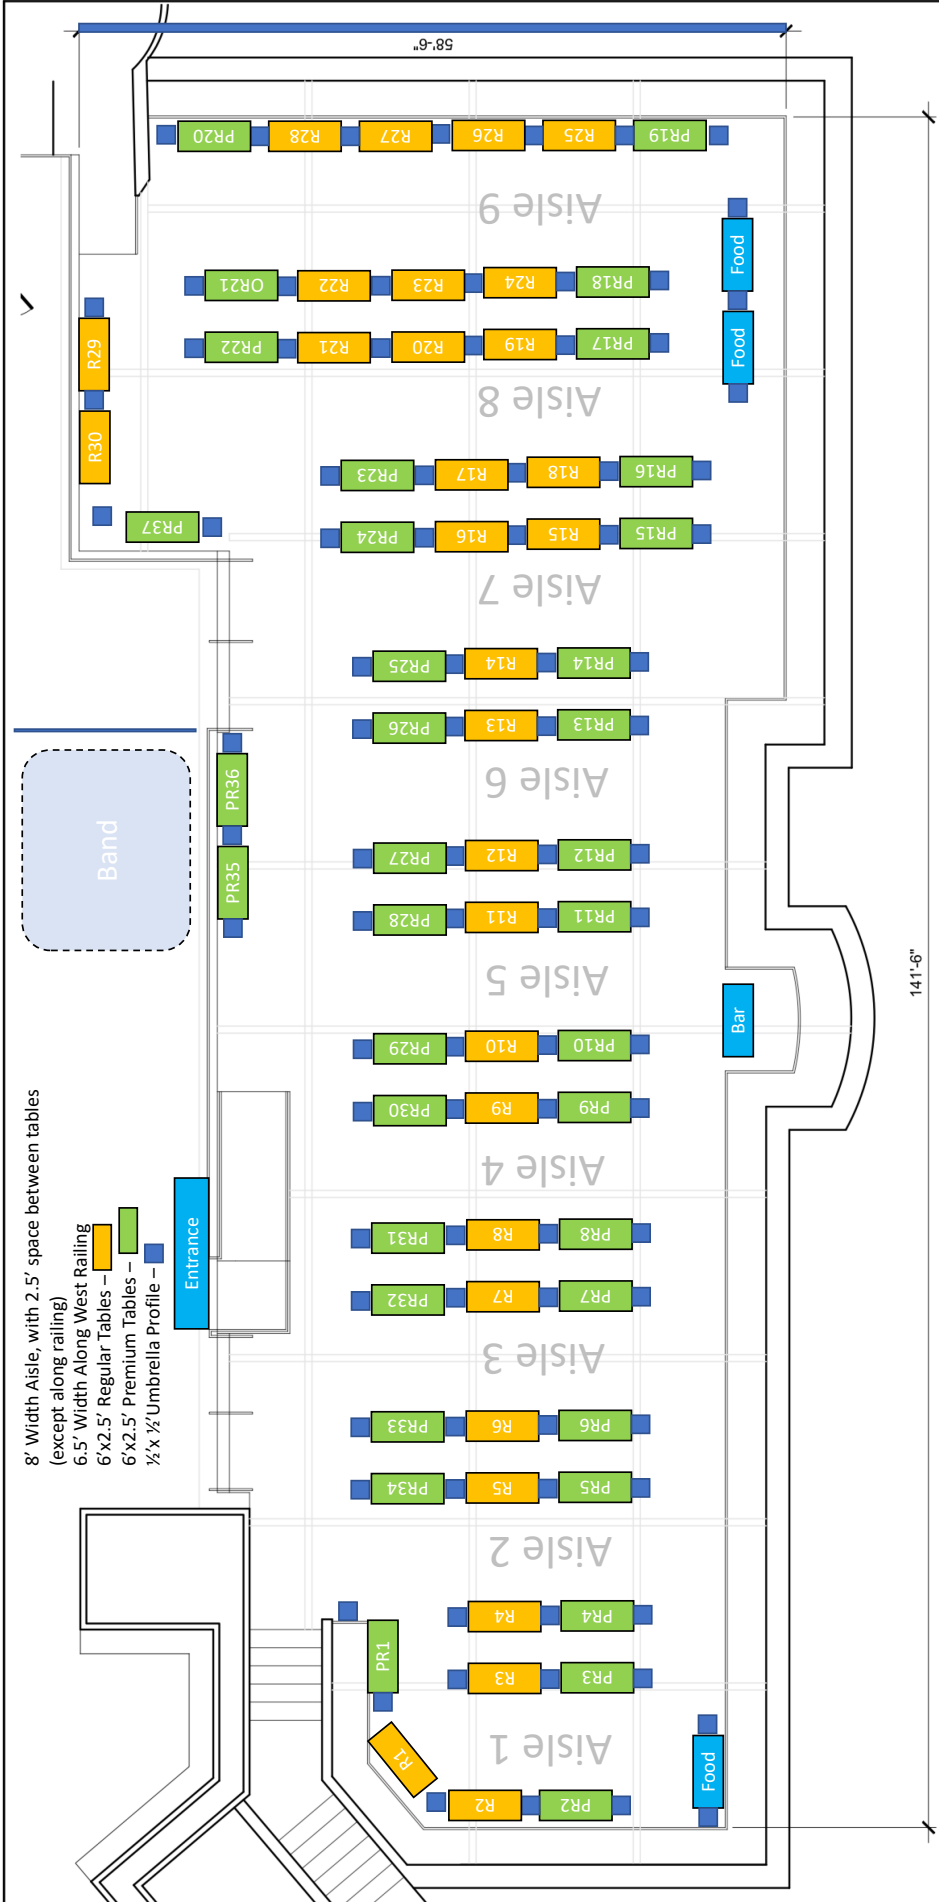 58'-6"
PR20
R28
R27
R26
R25
PR19
Aisle 9
Food
OR21
R22
R23
R24
PR18
R29
PR22
R21
R20
R19
PR17
Food
Aisle 8
R30
PR23
R17
R18
PR16
PR37
PR24
R16
R15
PR15
Aisle 7
PR25
R14
PR14
PR26
R13
PR13
Aisle 6
PR36
Band
PR35
PR27
R12
PR12
PR28
R11
PR11
Aisle 5
141'-6"
Bar
PR29
R10
PR10
PR30
R9
PR9
Aisle 4
8' Width Aisle, with 2.5' space between tables
(except along railing)
6.5' Width Along West Railing
6'x2.5' Regular Tables –
6'x2.5' Premium Tables –
½'x ½'Umbrella Profile –
Entrance
PR31
R8
PR8
PR32
R7
PR7
Aisle 3
PR33
R6
PR6
PR34
R5
PR5
Aisle 2
R4
PR4
PR1
R3
PR3
Aisle 1
R1
Food
R2
PR2